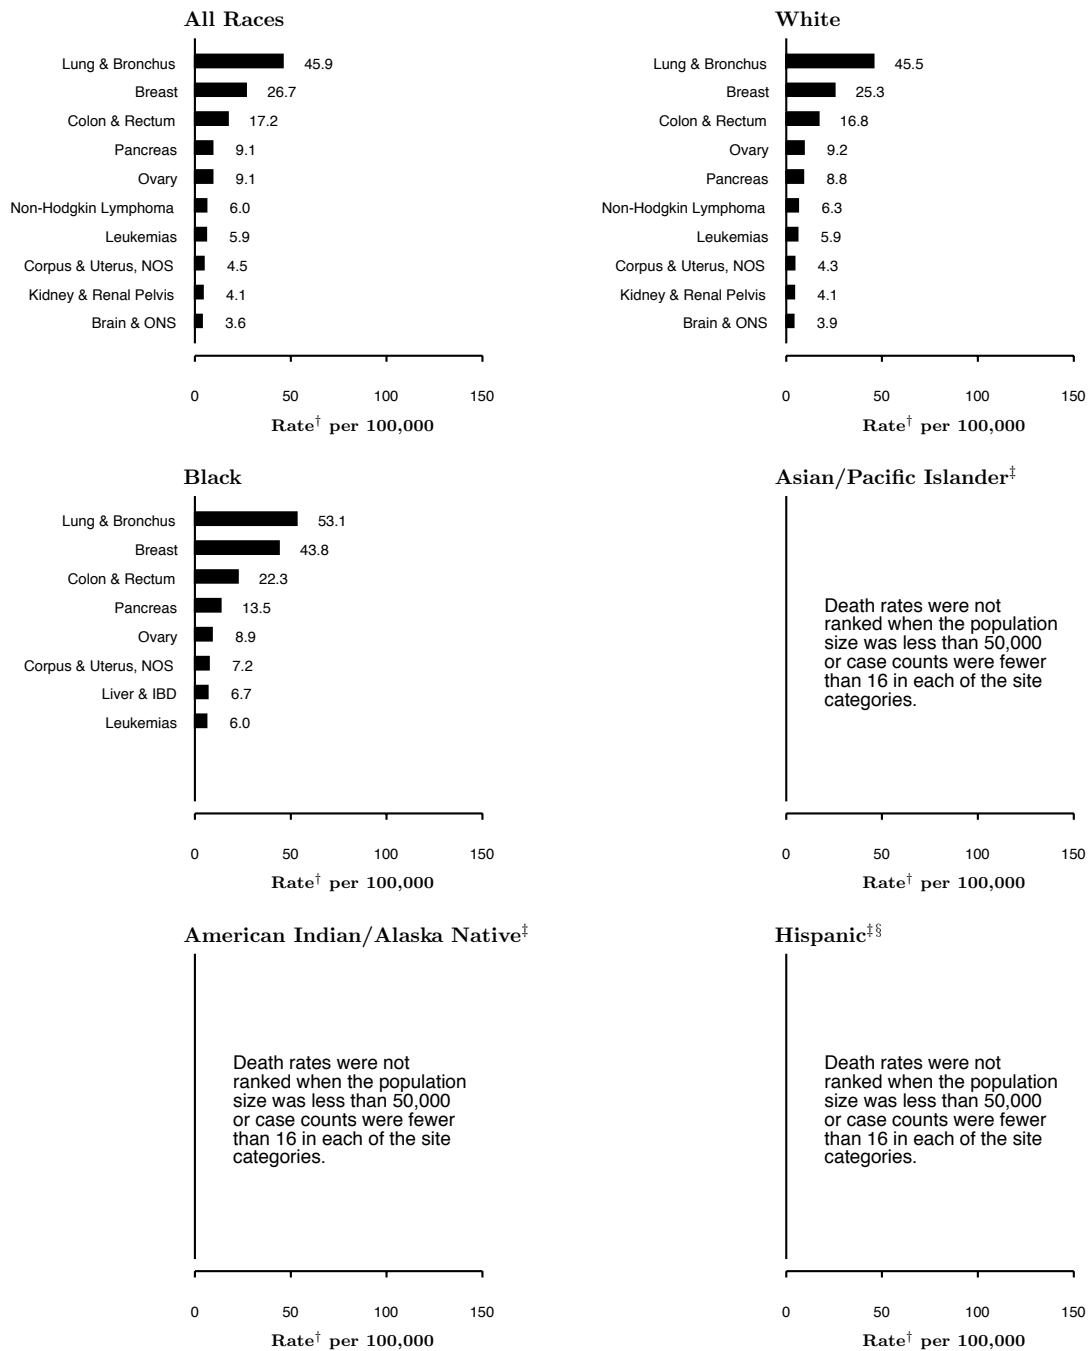 All Races
Lung & Bronchus 45.9
Breast 26.7
Colon & Rectum 17.2
Pancreas 9.1
Ovary 9.1
Non-Hodgkin Lymphoma 6.0
Leukemias 5.9
Corpus & Uterus, NOS 4.5
Kidney & Renal Pelvis 4.1
Brain & ONS 3.6
0 50 100 150
Rate† per 100,000
White
Lung & Bronchus 45.5
Breast 25.3
Colon & Rectum 16.8
Ovary 9.2
Pancreas 8.8
Non-Hodgkin Lymphoma 6.3
Leukemias 5.9
Corpus & Uterus, NOS 4.3
Kidney & Renal Pelvis 4.1
Brain & ONS 3.9
0 50 100 150
Rate† per 100,000
Black
Lung & Bronchus 53.1
Breast 43.8
Colon & Rectum 22.3
Pancreas 13.5
Ovary 8.9
Corpus & Uterus, NOS 7.2
Liver & IBD 6.7
Leukemias 6.0
0 50 100 150
Rate† per 100,000
Asian/Pacific Islander‡
Death rates were not
ranked when the population
size was less than 50,000
or case counts were fewer
than 16 in each of the site
categories.
0 50 100 150
Rate† per 100,000
American Indian/Alaska Native‡
Death rates were not
ranked when the population
size was less than 50,000
or case counts were fewer
than 16 in each of the site
categories.
0 50 100 150
Rate† per 100,000
Hispanic‡§
Death rates were not
ranked when the population
size was less than 50,000
or case counts were fewer
than 16 in each of the site
categories.
0 50 100 150
Rate† per 100,000